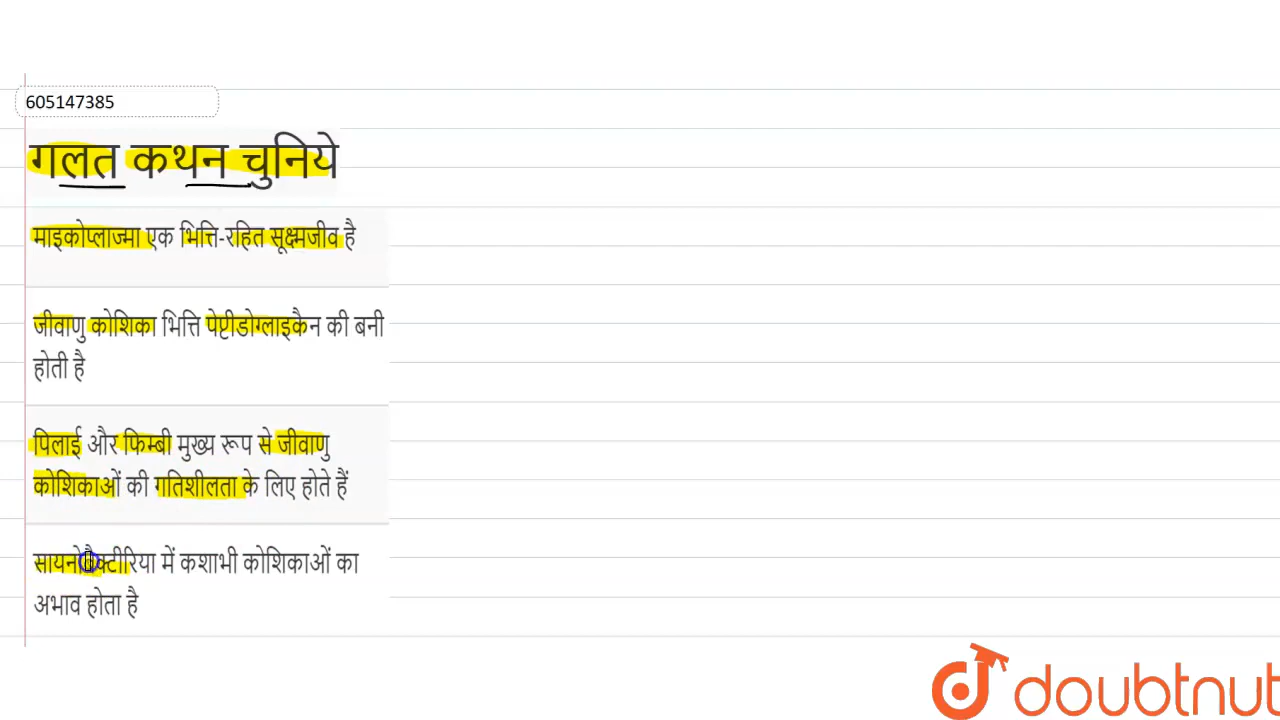 605147385
गलत कथन चुनिये
माइकोप्लाज्मा एक भित्ति-रहित सूक्ष्मजीव है
जीवाणु कोशिका भित्ति पेप्टीडोग्लाइकैन की बनी
होती है
पिलाई और फिम्बी मुख्य रूप से जीवाणु
कोशिकाओं की गतिशीलता के लिए होते हैं
सायनोबैक्टीरिया में कशाभी कोशिकाओं का
अभाव होता है
doubtnut